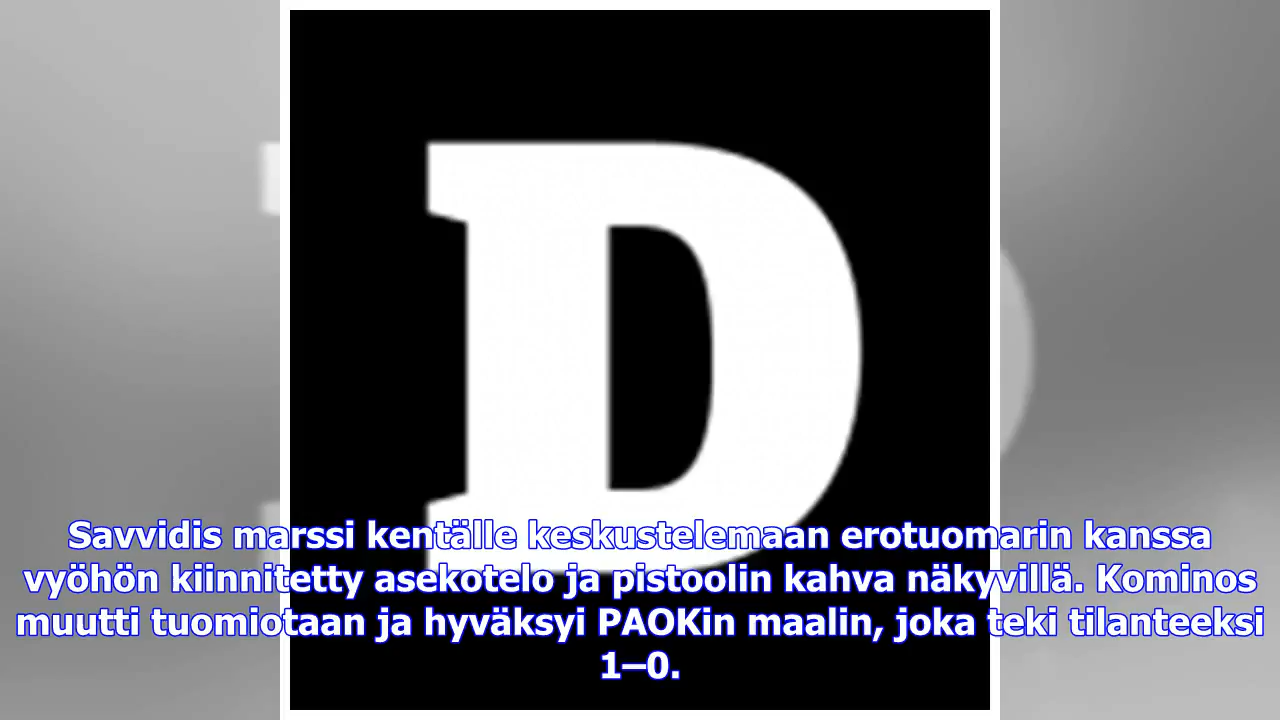 D
Savvidis marssi kentälle keskustelemaan erotuomarin kanssa
vyöhön kiinnitetty asekotelo ja pistoolin kahva näkyvillä. Kominos
muutti tuomiotaan ja hyväksyi PAOKin maalin, joka teki tilanteeksi
1–0.